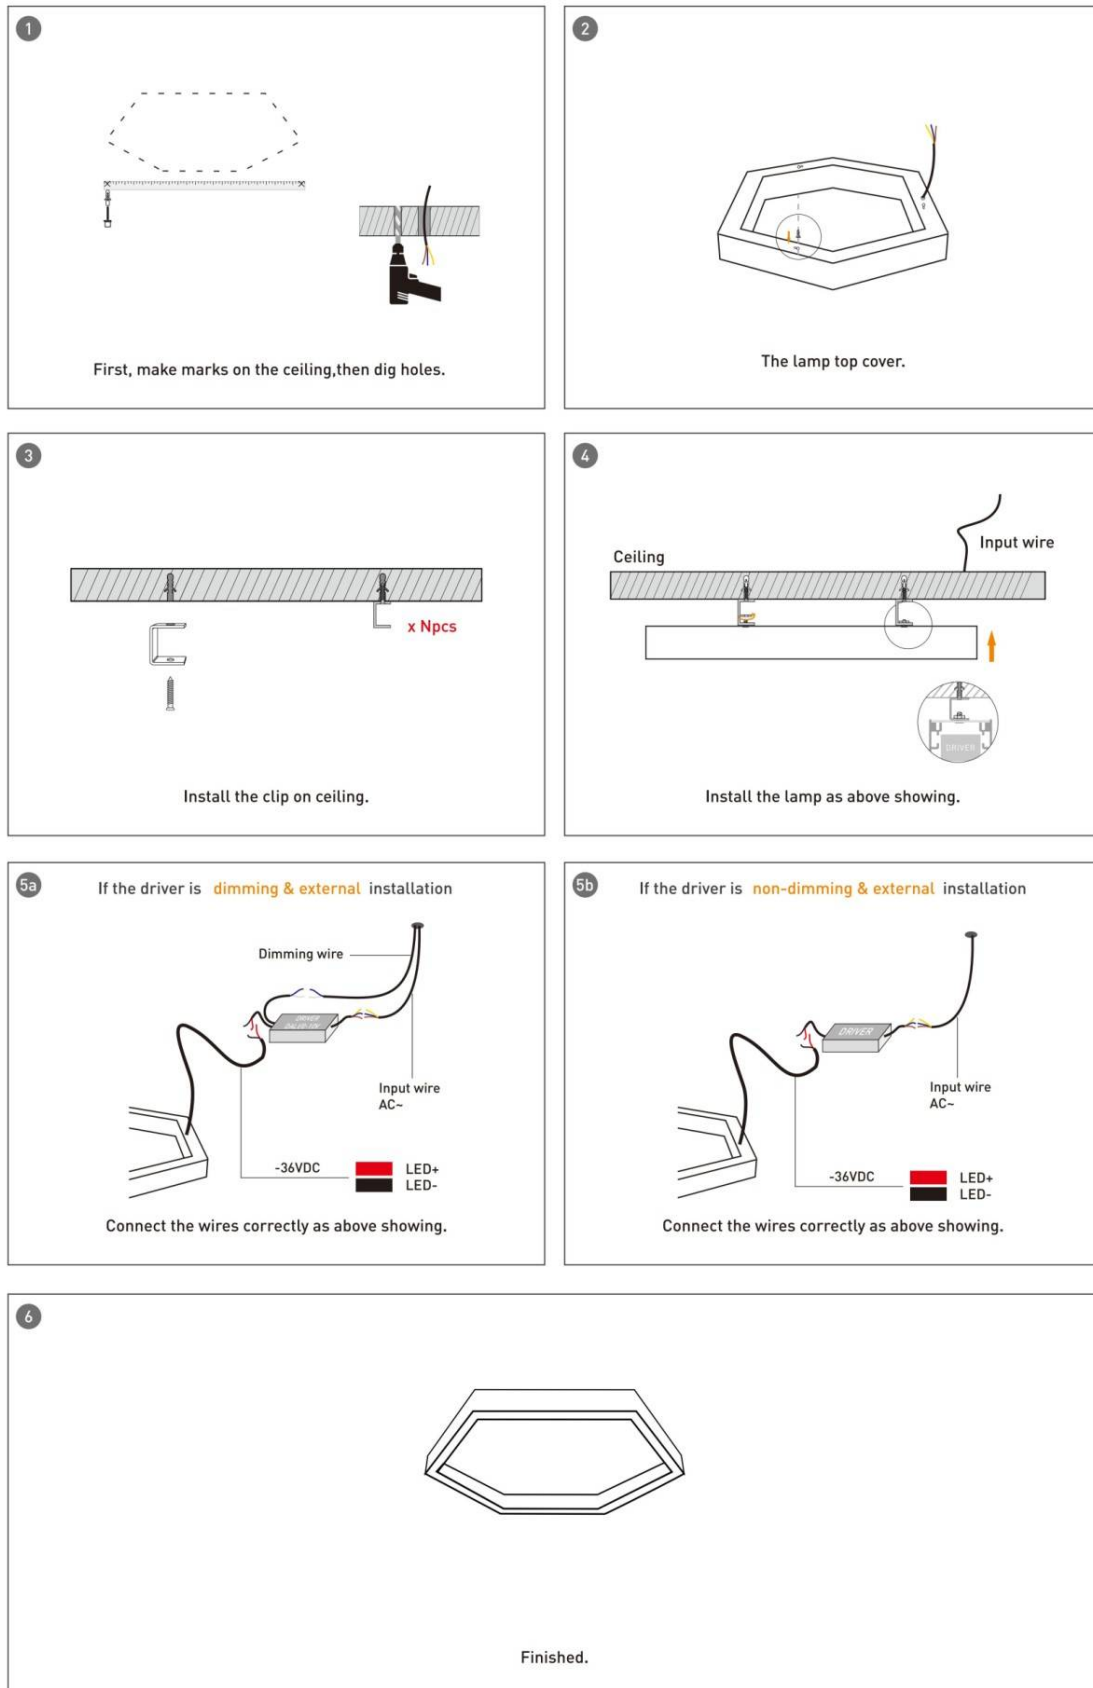 1
First, make marks on the ceiling,then dig holes.
2
The lamp top cover.
3
x Npcs
Install the clip on ceiling.
4
Ceiling
Input wire
DRIVER
Install the lamp as above showing.
5a
If the driver is dimming & external installation
Dimming wire
DRIVER
Input wire
AC~
-36VDC
LED+
LED-
Connect the wires correctly as above showing.
5b
If the driver is non-dimming & external installation
DRIVER
Input wire
AC~
-36VDC
LED+
LED-
Connect the wires correctly as above showing.
6
Finished.